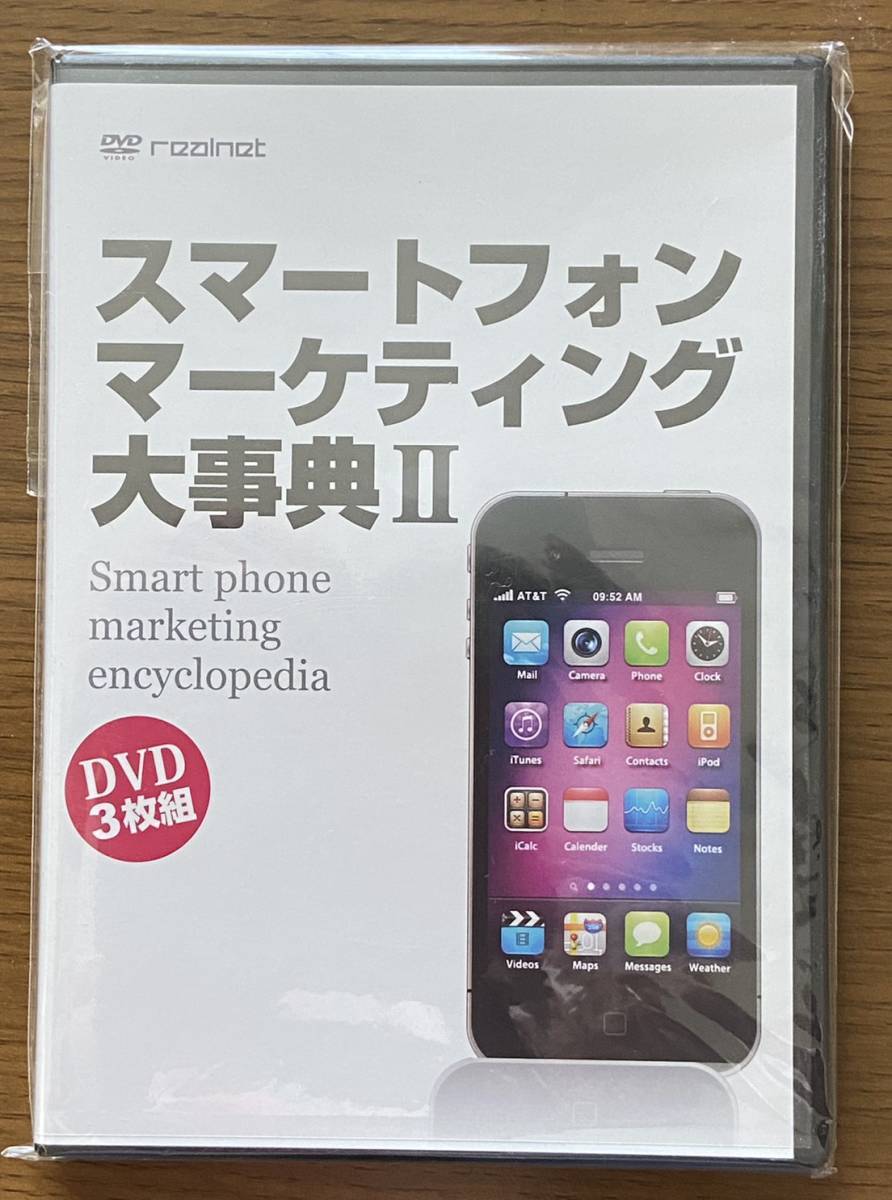 DVD VIDEO realnet
スマートフォン
マーケティング
大事典II
Smart phone
marketing
encyclopedia
DVD
3枚組
AT&T 09:52 AM
Mail Camera Phone Clock
iTunes Safari Contacts iPod
iCalc Calender Stocks Notes
Videos Maps Messages Weather